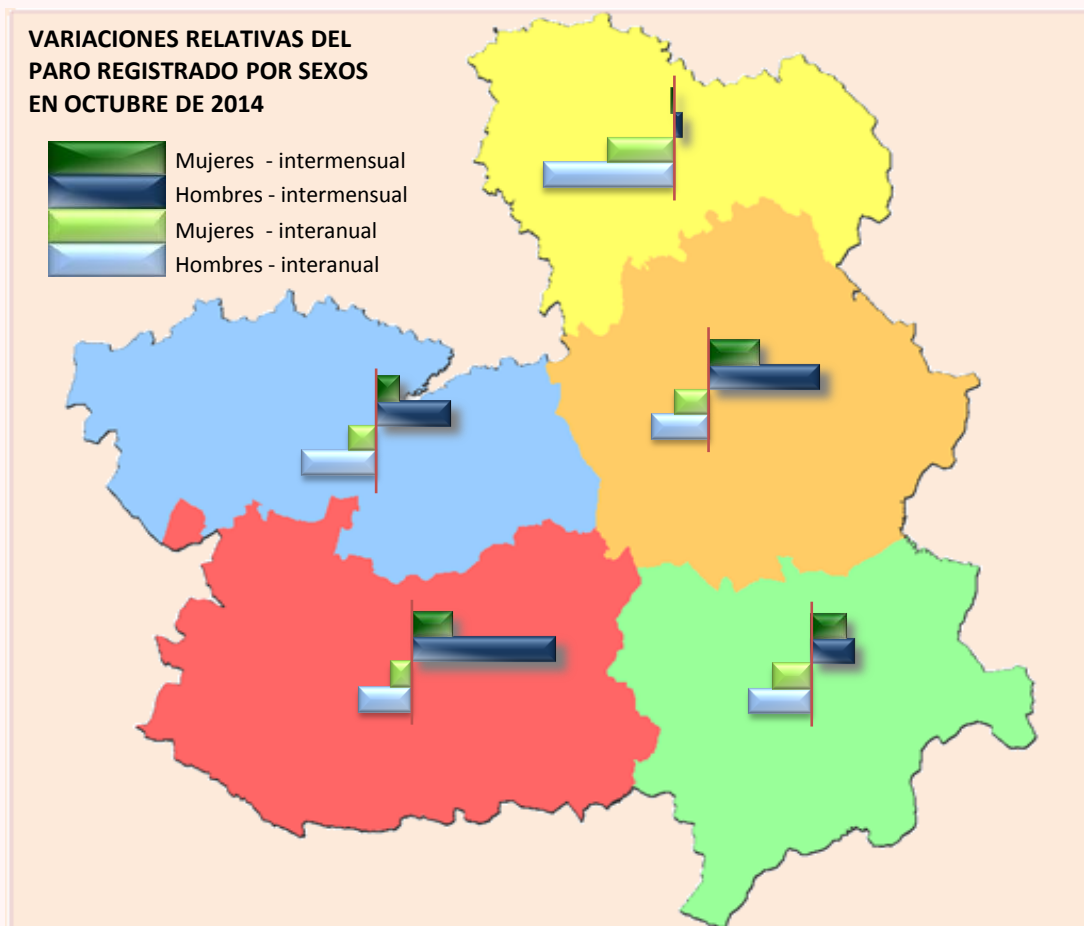 VARIACIONES RELATIVAS DEL
PARO REGISTRADO POR SEXOS
EN OCTUBRE DE 2014
Mujeres - intermensual
Hombres - intermensual
Mujeres - interanual
Hombres - interanual